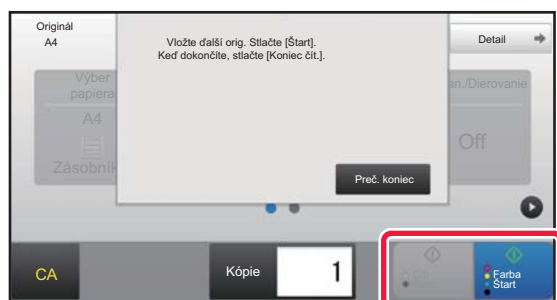 Originál
A4
Vložte ďalší orig. Stlačte [Štart].
Keď dokončíte, stlačte [Koniec čít.].
Detail
Výber
papiera
A4
Zásobník
an./Dierovanie
Off
Preč. koniec
CA
Kópie
1
Farba
Štart